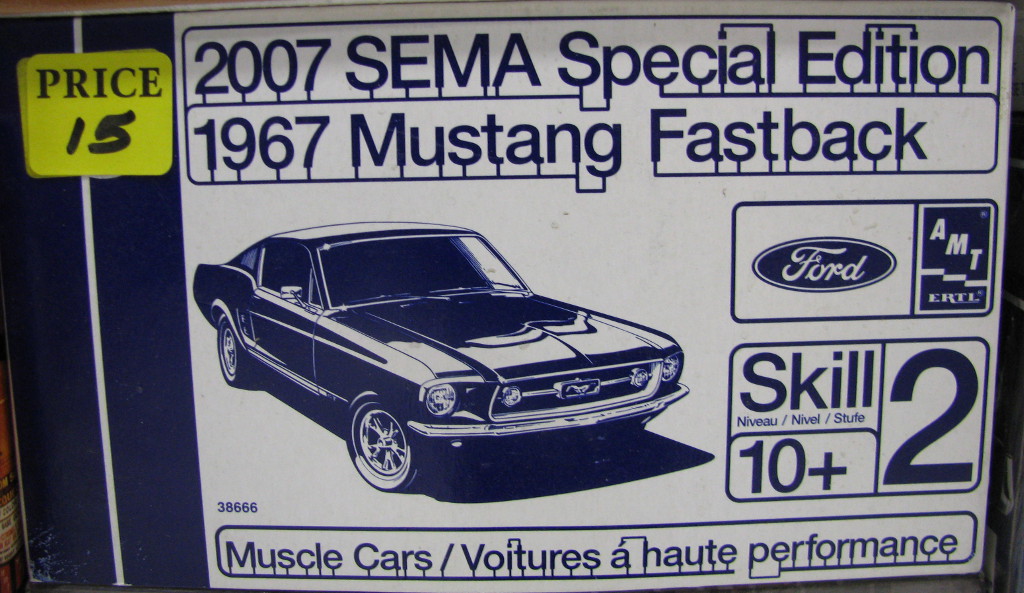 PRICE
15
2007 SEMA Special Edition
1967 Mustang Fastback
Ford
AMT
ERTL
Skill 2
Niveau / Nivel / Stufe
10+
38666
Muscle Cars / Voitures à haute performance